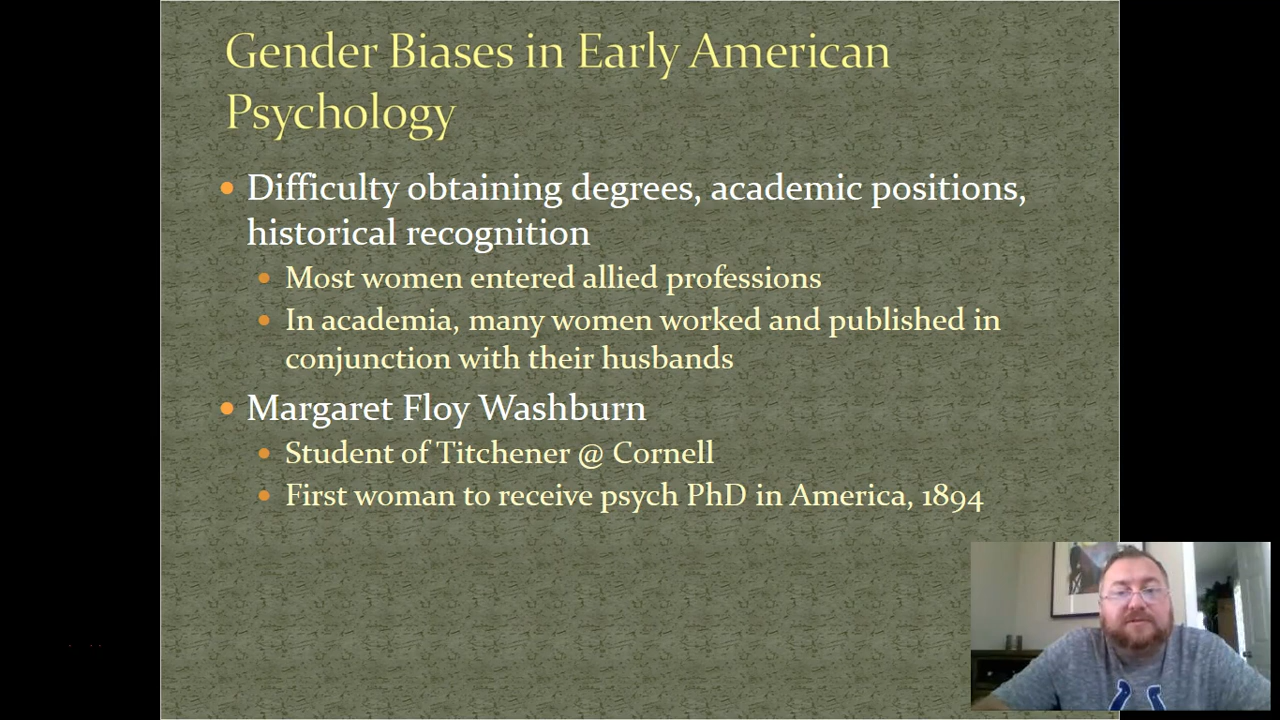 Gender Biases in Early American
Psychology
• Difficulty obtaining degrees, academic positions,
historical recognition
• Most women entered allied professions
• In academia, many women worked and published in
conjunction with their husbands
• Margaret Floy Washburn
• Student of Titchener @ Cornell
• First woman to receive psych PhD in America, 1894